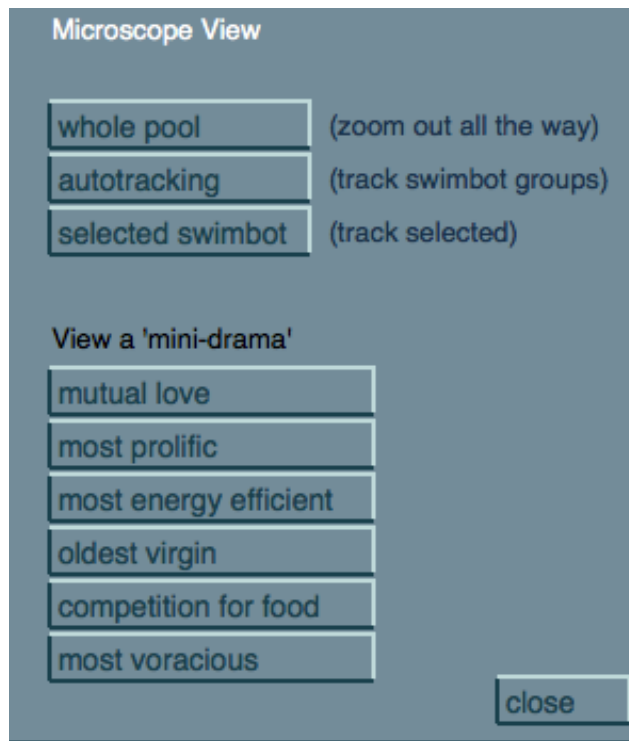 Microscope View
whole pool (zoom out all the way)
autotracking (track swimbot groups)
selected swimbot (track selected)
View a 'mini-drama'
mutual love
most prolific
most energy efficient
oldest virgin
competition for food
most voracious
close